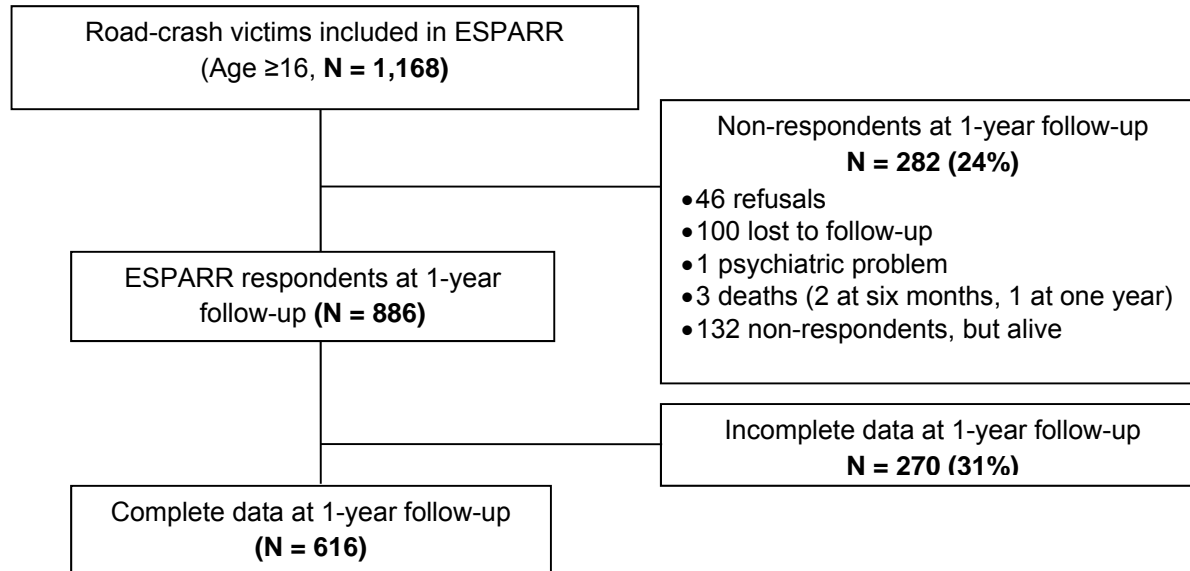 Road-crash victims included in ESPARR
(Age ≥16, N = 1,168)
Non-respondents at 1-year follow-up
N = 282 (24%)
•46 refusals
•100 lost to follow-up
•1 psychiatric problem
•3 deaths (2 at six months, 1 at one year)
•132 non-respondents, but alive
ESPARR respondents at 1-year
follow-up (N = 886)
Incomplete data at 1-year follow-up
N = 270 (31%)
Complete data at 1-year follow-up
(N = 616)